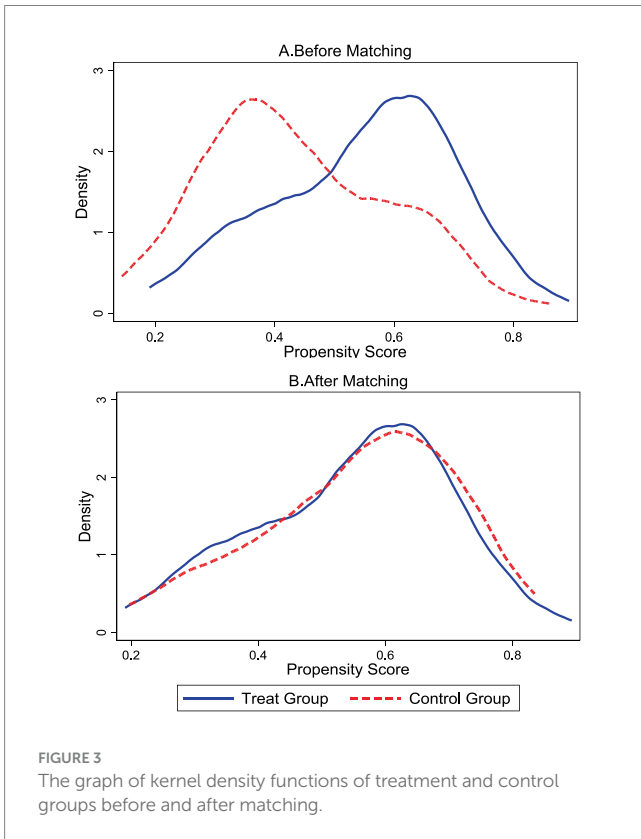 A.Before Matching
3
2
1
0
Density
0.2 0.4 0.6 0.8
Propensity Score
B.After Matching
3
2
1
0
Density
0.2 0.4 0.6 0.8
Propensity Score
Treat Group Control Group
FIGURE 3
The graph of kernel density functions of treatment and control
groups before and after matching.